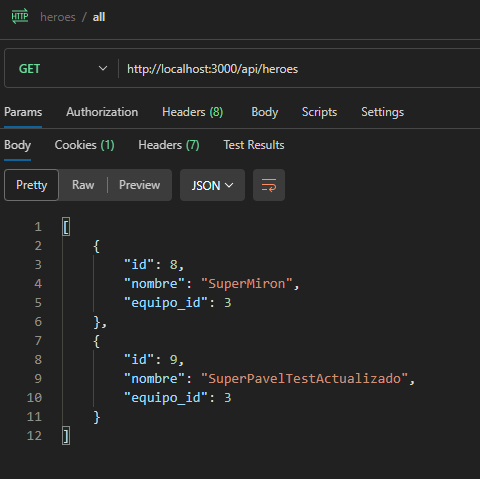 HTTP heroes / all
GET http://localhost:3000/api/heroes
Params Authorization Headers (8) Body Scripts Settings
Body Cookies (1) Headers (7) Test Results
Pretty Raw Preview JSON
1 [
2 {
3 "id": 8,
4 "nombre": "SuperMiron",
5 "equipo_id": 3
6 },
7 {
8 "id": 9,
9 "nombre": "SuperPavelTestActualizado",
10 "equipo_id": 3
11 }
12 ]